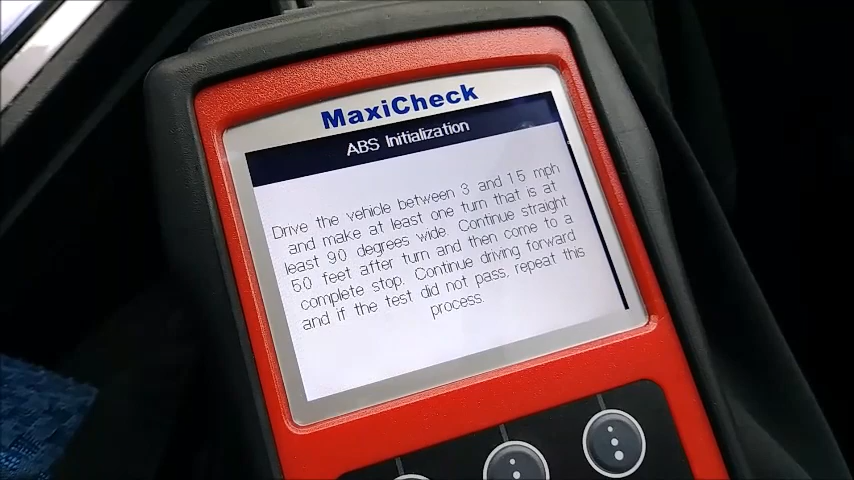 MaxiCheck
ABS Initialization
Drive the vehicle between 3 and 15 mph
and make at least one turn that is at
least 90 degrees wide. Continue straight
50 feet after turn and then come to a
complete stop. Continue driving forward
and if the test did not pass, repeat this
process.